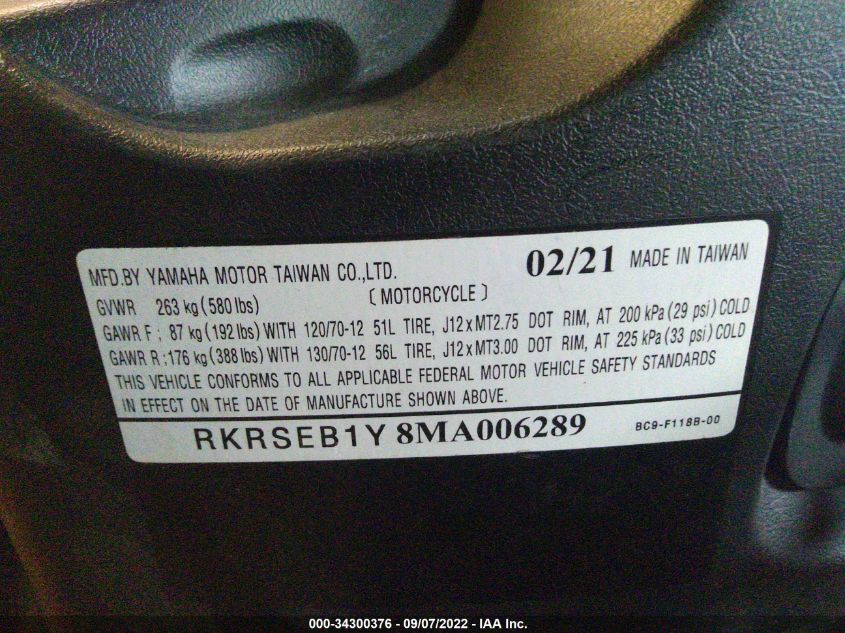 MFD.BY YAMAHA MOTOR TAIWAN CO.,LTD. 02/21 MADE IN TAIWAN
GVWR 263 kg (580 lbs) ( MOTORCYCLE )
GAWR F ; 87 kg (192 lbs) WITH 120/70-12 51L TIRE, J12 x MT2.75 DOT RIM, AT 200 kPa (29 psi) COLD
GAWR R ; 176 kg (388 lbs) WITH 130/70-12 56L TIRE, J12 x MT3.00 DOT RIM, AT 225 kPa (33 psi) COLD
THIS VEHICLE CONFORMS TO ALL APPLICABLE FEDERAL MOTOR VEHICLE SAFETY STANDARDS
IN EFFECT ON THE DATE OF MANUFACTURE SHOWN ABOVE.
RKRSEB1Y 8MA006289 BC9-F118B-00
000-34300376 - 09/07/2022 - IAA Inc.